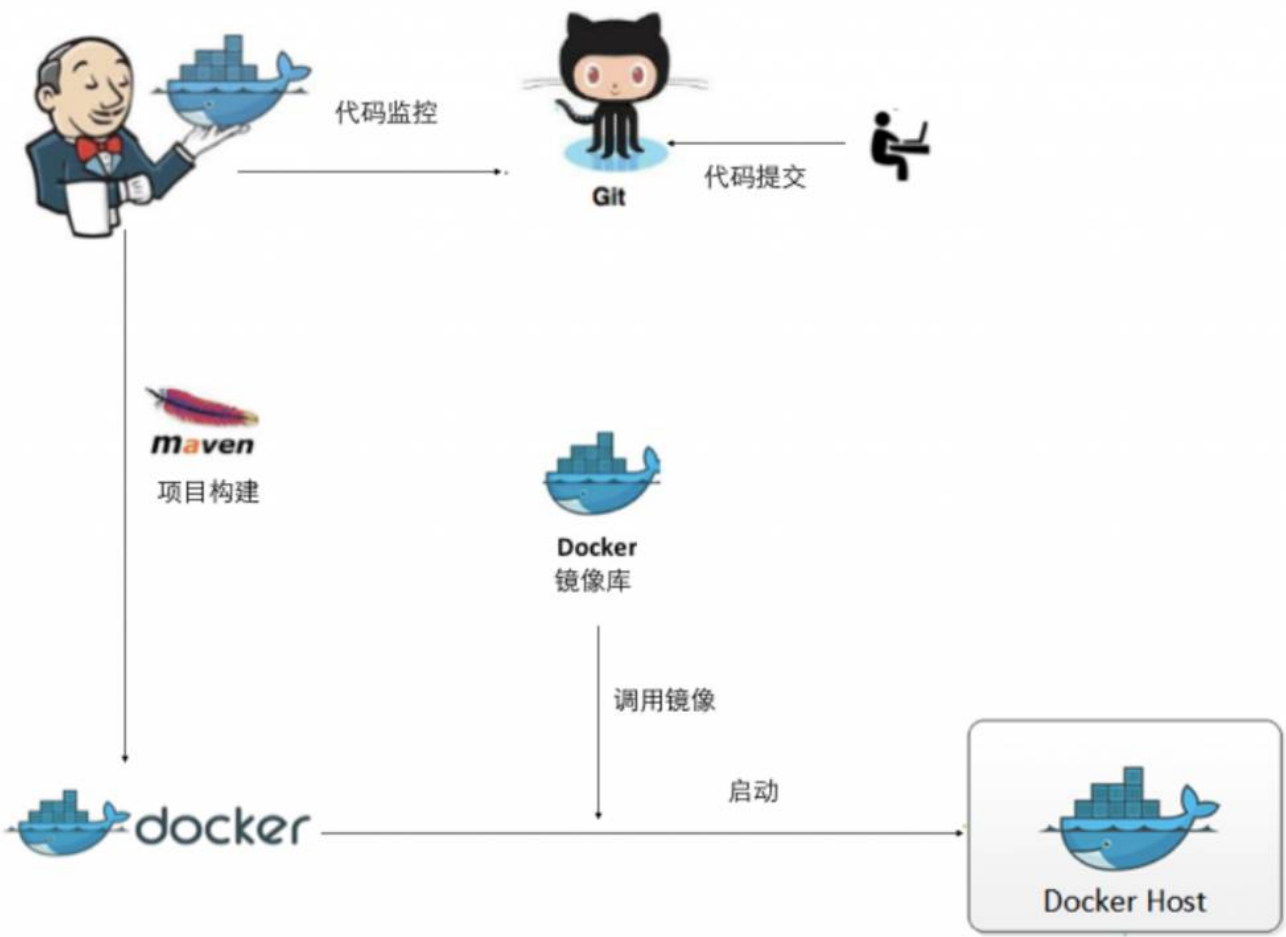 代码监控
代码提交
Git
maven
项目构建
Docker
镜像库
调用镜像
启动
docker
Docker Host